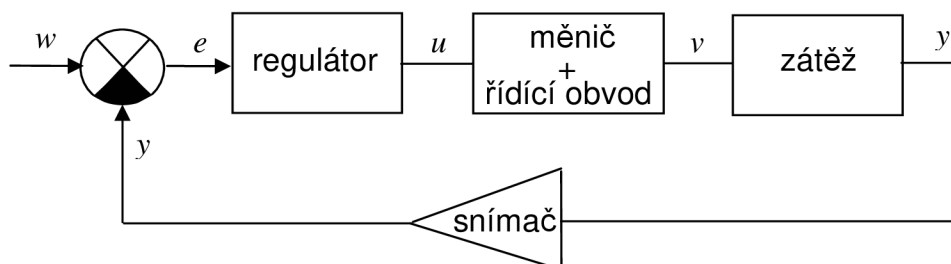 w
e
regulátor
u
měnič
+
řídící obvod
v
zátěž
y
y
snímač